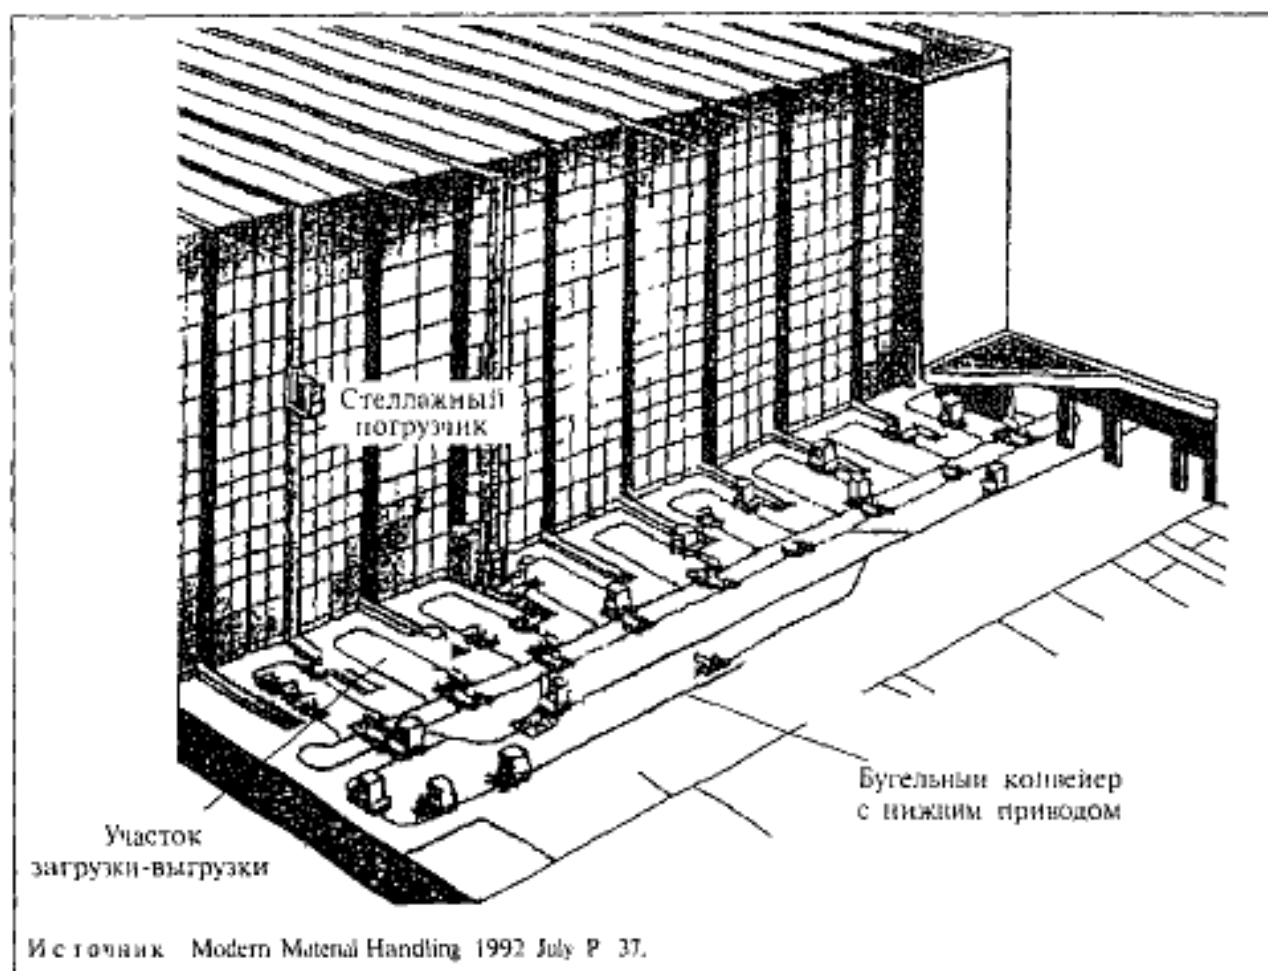 Стеллажный
погрузчик
Бугельный конвейер
с нижним приводом
Участок
загрузки-выгрузки
Источник Modern Material Handling 1992 July P 37.